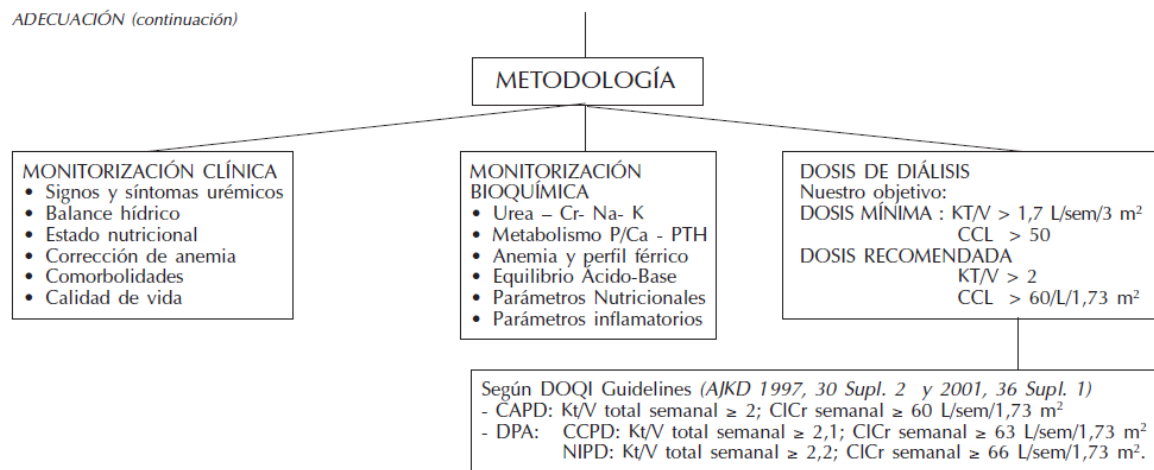 ADECUACIÓN (continuación)
METODOLOGÍA
MONITORIZACIÓN CLÍNICA
• Signos y síntomas urémicos
• Balance hídrico
• Estado nutricional
• Corrección de anemia
• Comorbolidades
• Calidad de vida
MONITORIZACIÓN
BIOQUÍMICA
• Urea – Cr- Na- K
• Metabolismo P/Ca - PTH
• Anemia y perfil férrico
• Equilibrio Ácido-Base
• Parámetros Nutricionales
• Parámetros inflamatorios
DOSIS DE DIÁLISIS
Nuestro objetivo:
DOSIS MÍNIMA : KT/V > 1,7 L/sem/3 m²
CCL > 50
DOSIS RECOMENDADA
KT/V > 2
CCL > 60/L/1,73 m²
Según DOQI Guidelines (AJKD 1997, 30 Supl. 2 y 2001, 36 Supl. 1)
- CAPD: Kt/V total semanal ≥ 2; ClCr semanal ≥ 60 L/sem/1,73 m²
- DPA: CCPD: Kt/V total semanal ≥ 2,1; ClCr semanal ≥ 63 L/sem/1,73 m²
NIPD: Kt/V total semanal ≥ 2,2; ClCr semanal ≥ 66 L/sem/1,73 m².